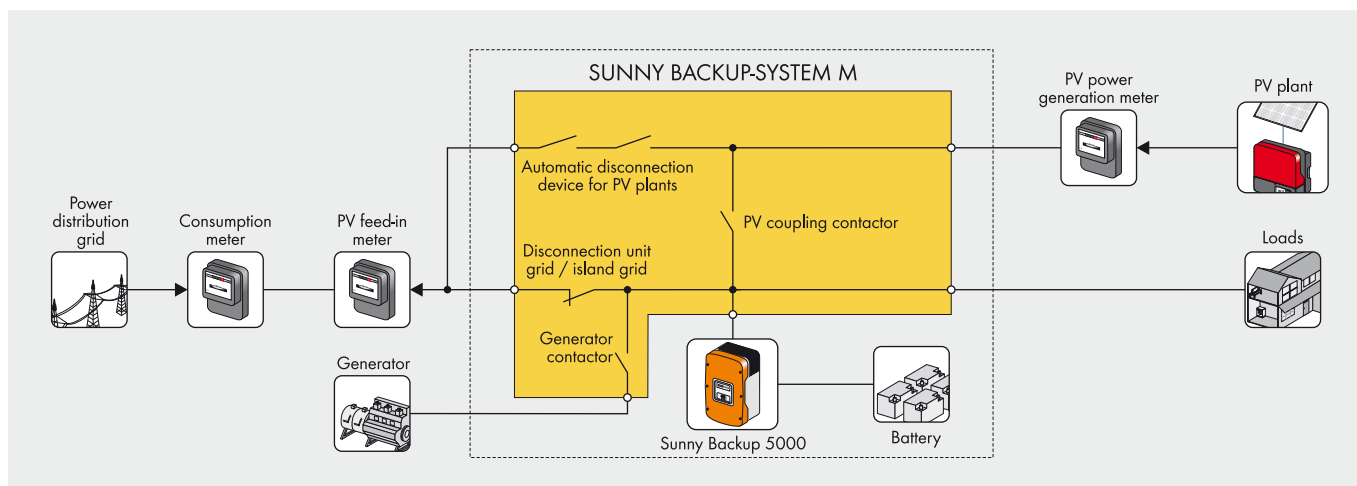 SUNNY BACKUP-SYSTEM M
PV power
generation meter
PV plant
Automatic disconnection
device for PV plants
Power
distribution
grid
Consumption
meter
PV feed-in
meter
PV coupling contactor
Disconnection unit
grid / island grid
Loads
Generator
contactor
Generator
Sunny Backup 5000
Battery